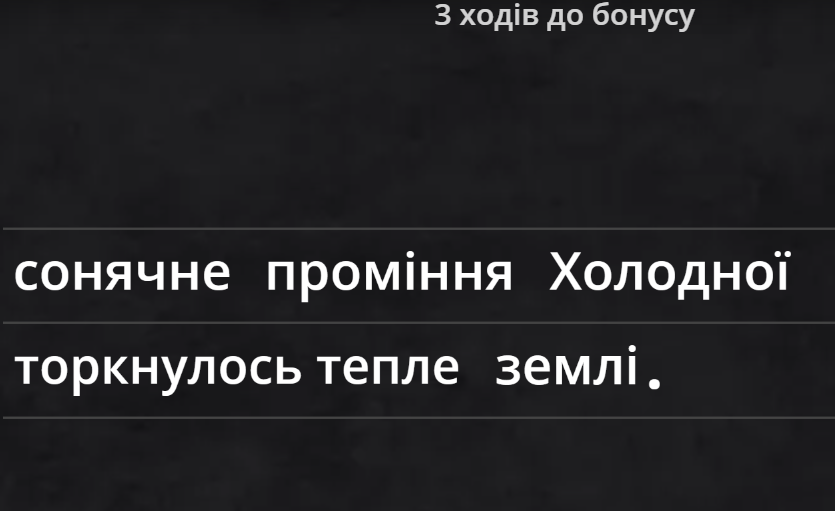 3 ходів до бонусу
сонячне проміння Холодної
торкнулось тепле землі.